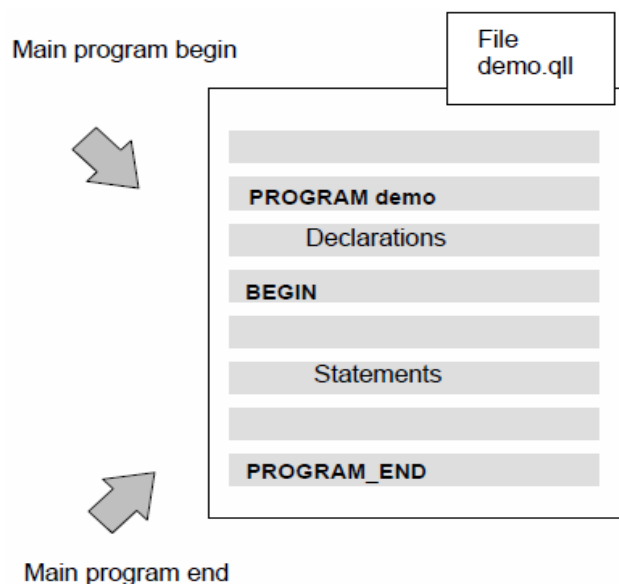 Main program begin
File
demo.qll
PROGRAM demo
Declarations
BEGIN
Statements
PROGRAM_END
Main program end